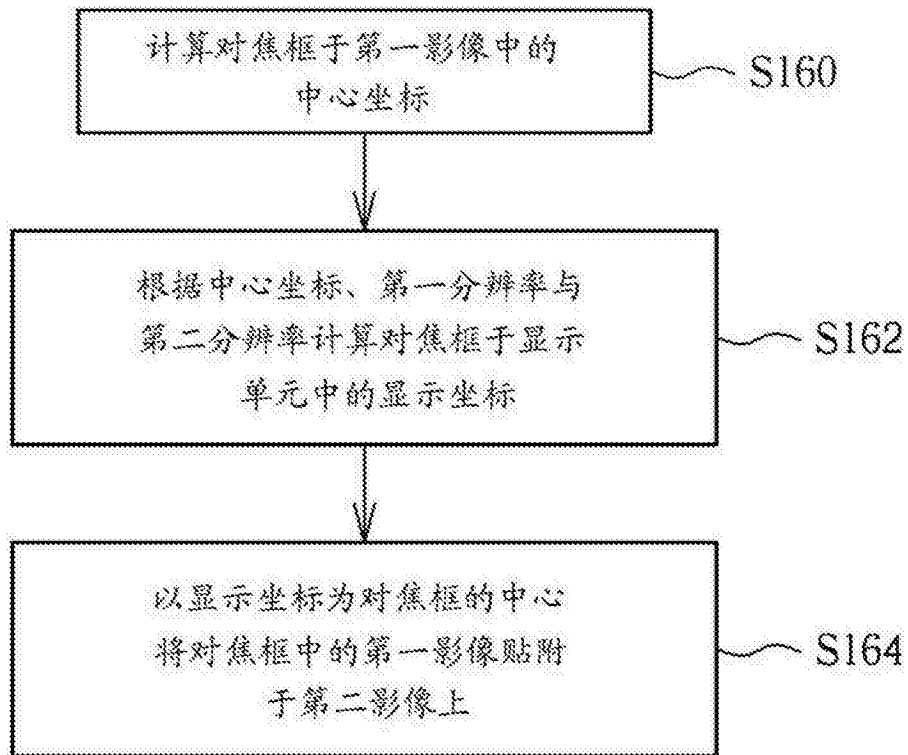 计算对焦框于第一影像中的
中心坐标
S160
根据中心坐标、第一分辨率与
第二分辨率计算对焦框于显示
单元中的显示坐标
S162
以显示坐标为对焦框的中心
将对焦框中的第一影像贴附
于第二影像上
S164